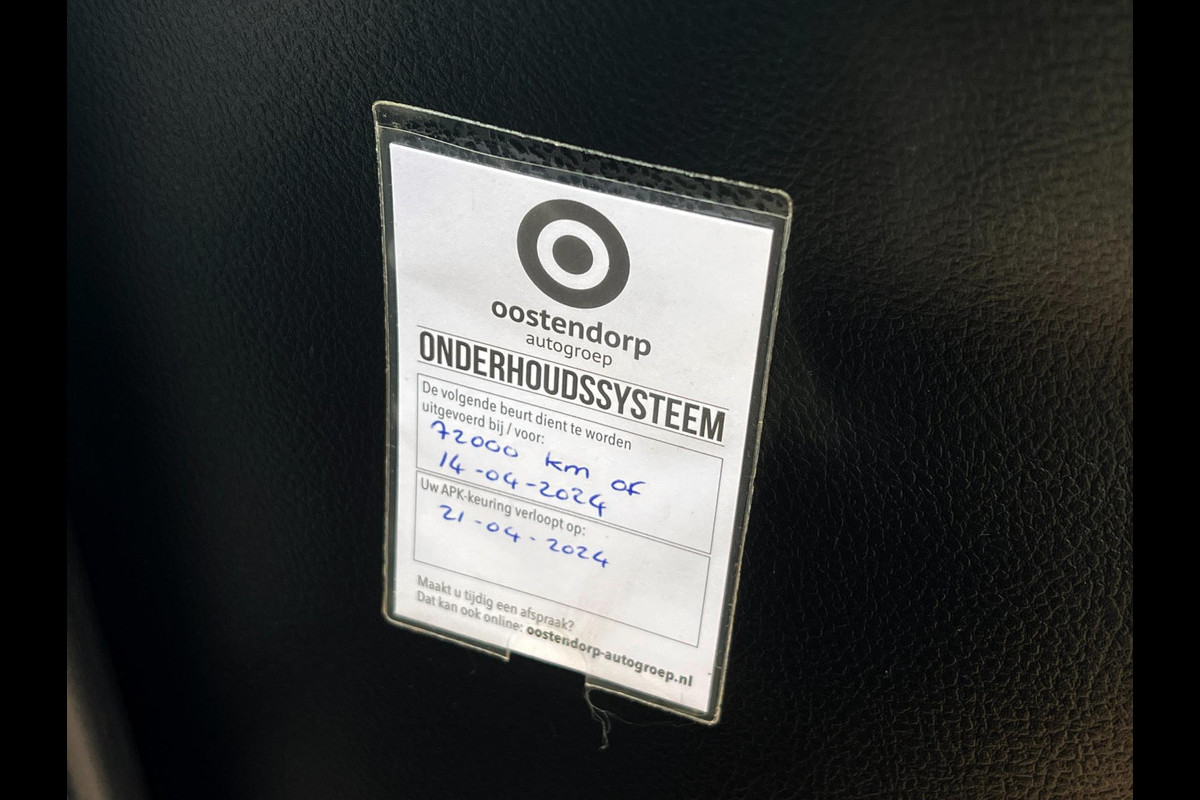 oostendorp
autogroep
ONDERHOUDSSYSTEEM
De volgende beurt dient te worden
uitgevoerd bij / voor:
72000 km of
14-04-2024
Uw APK-keuring verloopt op:
21-04-2024
Maakt u tijdig een afspraak?
Dat kan ook online: oostendorp-autogroep.nl